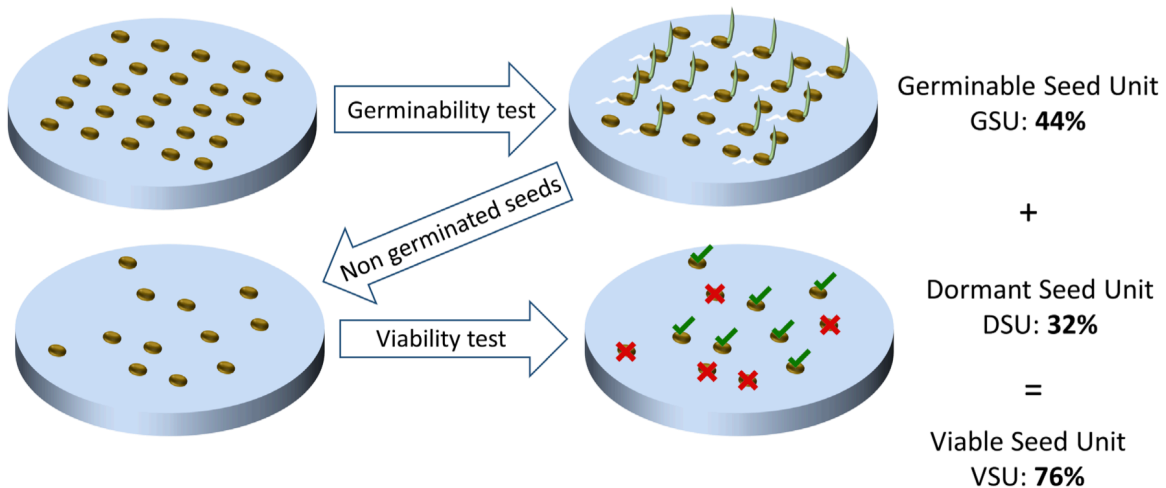 Germinability test
Germinable Seed Unit
GSU: 44%
+
Non germinated seeds
Dormant Seed Unit
DSU: 32%
Viability test
=
Viable Seed Unit
VSU: 76%